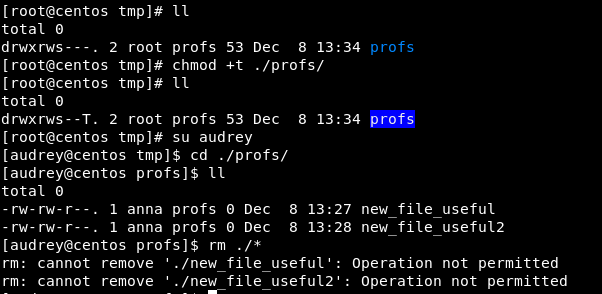 [root@centos tmp]# ll
total 0
drwxrws---. 2 root profs 53 Dec  8 13:34 profs
[root@centos tmp]# chmod +t ./profs/
[root@centos tmp]# ll
total 0
drwxrws--T. 2 root profs 53 Dec  8 13:34 profs
[root@centos tmp]# su audrey
[audrey@centos tmp]$ cd ./profs/
[audrey@centos profs]$ ll
total 0
-rw-rw-r--. 1 anna profs 0 Dec  8 13:27 new_file_useful
-rw-rw-r--. 1 anna profs 0 Dec  8 13:28 new_file_useful2
[audrey@centos profs]$ rm ./*
rm: cannot remove './new_file_useful': Operation not permitted
rm: cannot remove './new_file_useful2': Operation not permitted
[audrey@centos profs]$